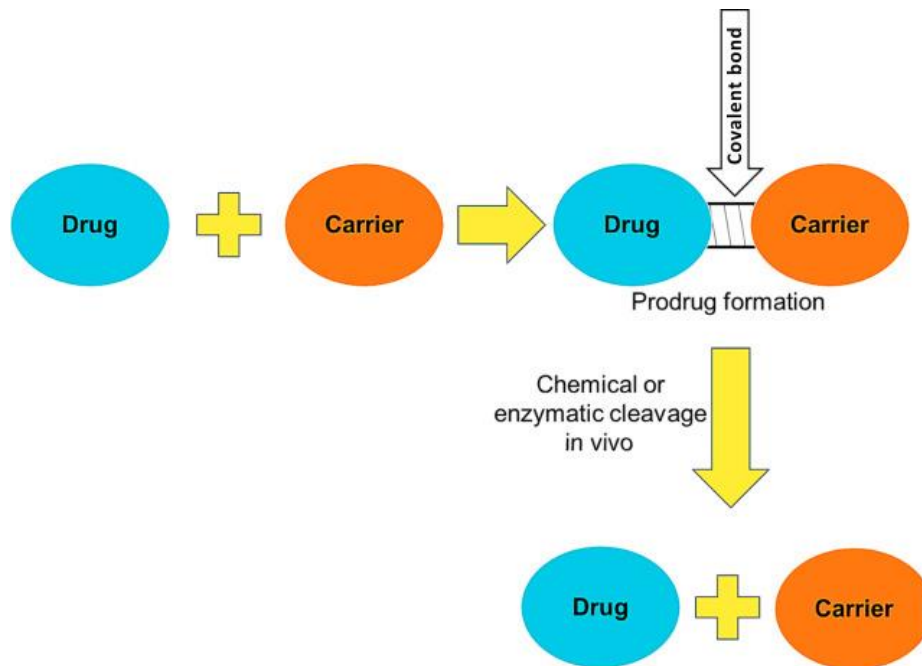 Covalent bond
Drug
Carrier
Drug
Carrier
Prodrug formation
Chemical or
enzymatic cleavage
in vivo
Drug
Carrier